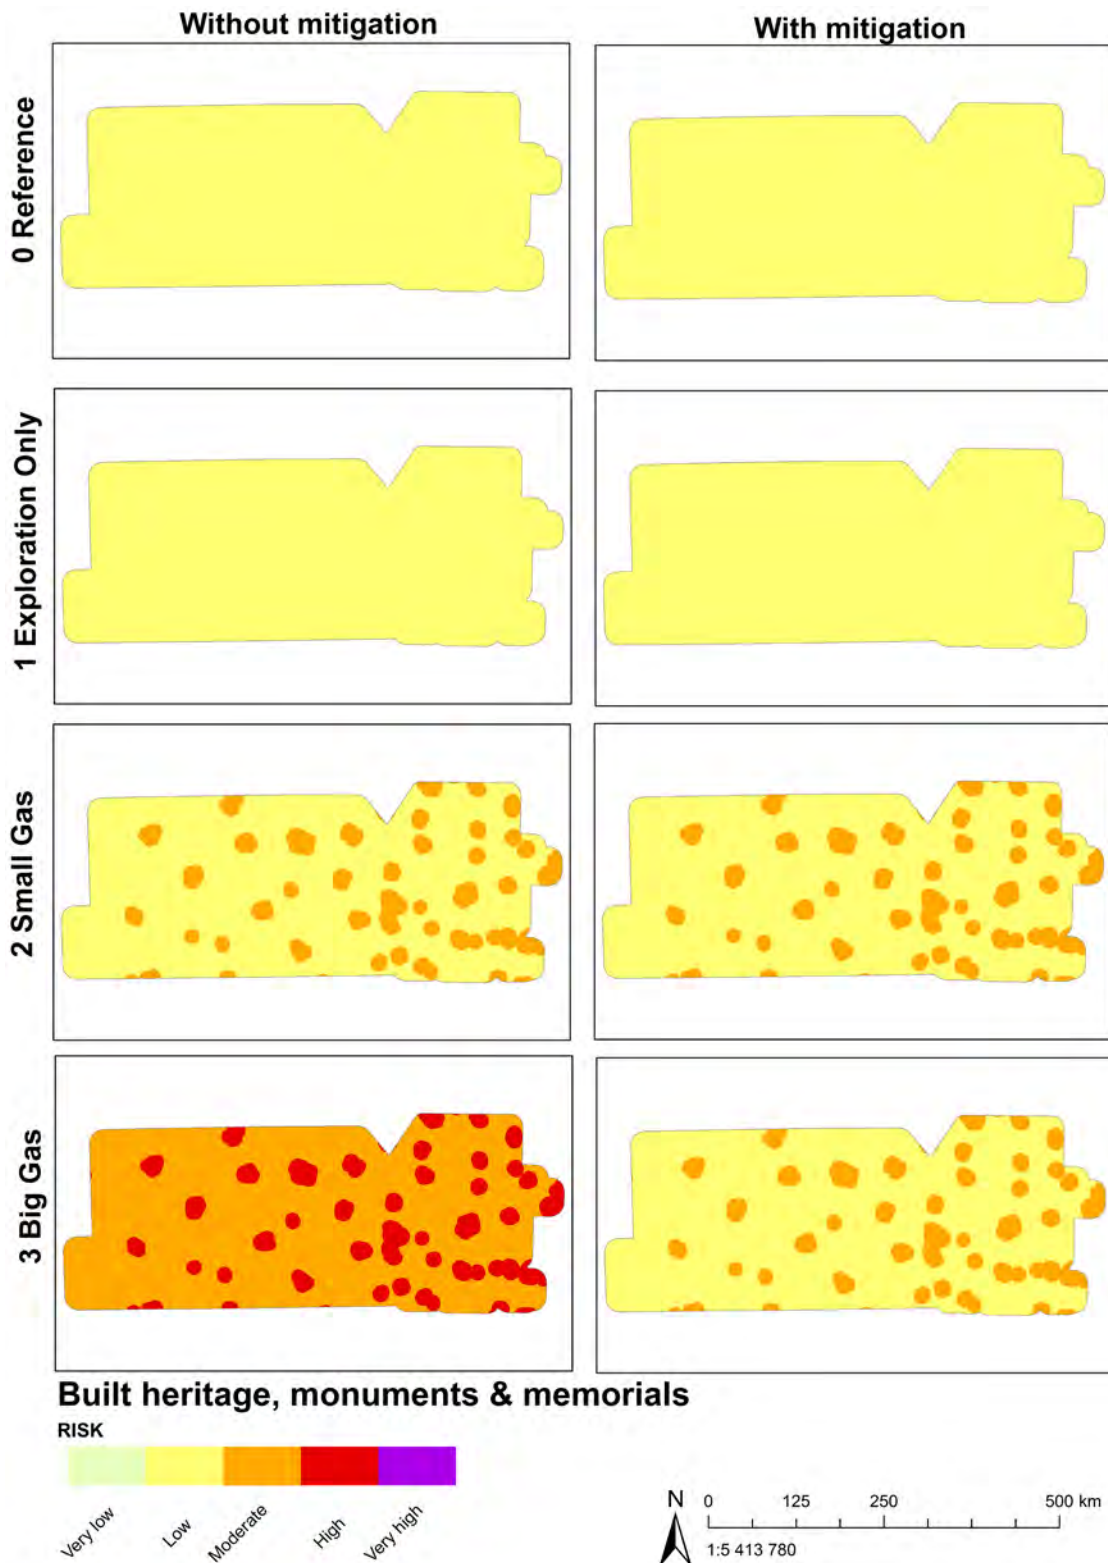 Without mitigation
With mitigation
0 Reference
1 Exploration Only
2 Small Gas
3 Big Gas
Built heritage, monuments & memorials
RISK
Very low
Low
Moderate
High
Very high
N
0 125 250 500 km
1:5 413 780